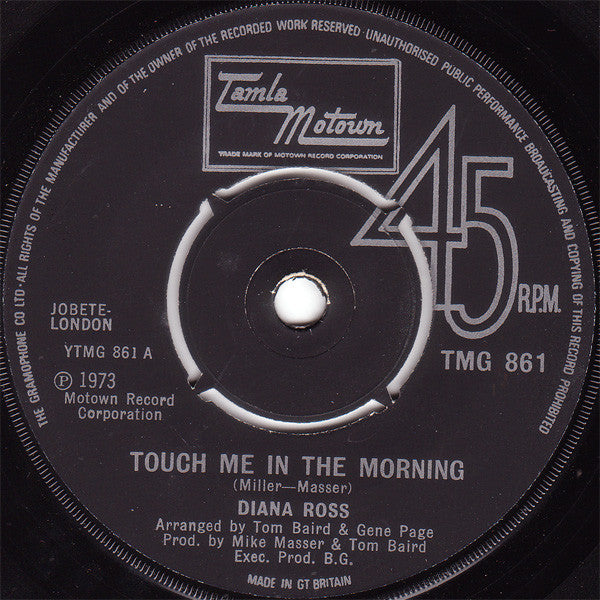 THE GRAMOPHONE CO LTD·ALL RIGHTS OF THE MANUFACTURER AND OF THE OWNER OF THE RECORDED WORK RESERVED·UNAUTHORISED PUBLIC PERFORMANCE BROADCASTING AND COPYING OF THIS RECORD PROHIBITED
Tamla
Motown
TRADE MARK OF MOTOWN RECORD CORPORATION
45
R.P.M.
JOBETE-
LONDON
YTMG 861 A
TMG 861
Ⓟ 1973
Motown Record
Corporation
TOUCH ME IN THE MORNING
(Miller—Masser)
DIANA ROSS
Arranged by Tom Baird & Gene Page
Prod. by Mike Masser & Tom Baird
Exec. Prod. B.G.
MADE IN GT BRITAIN